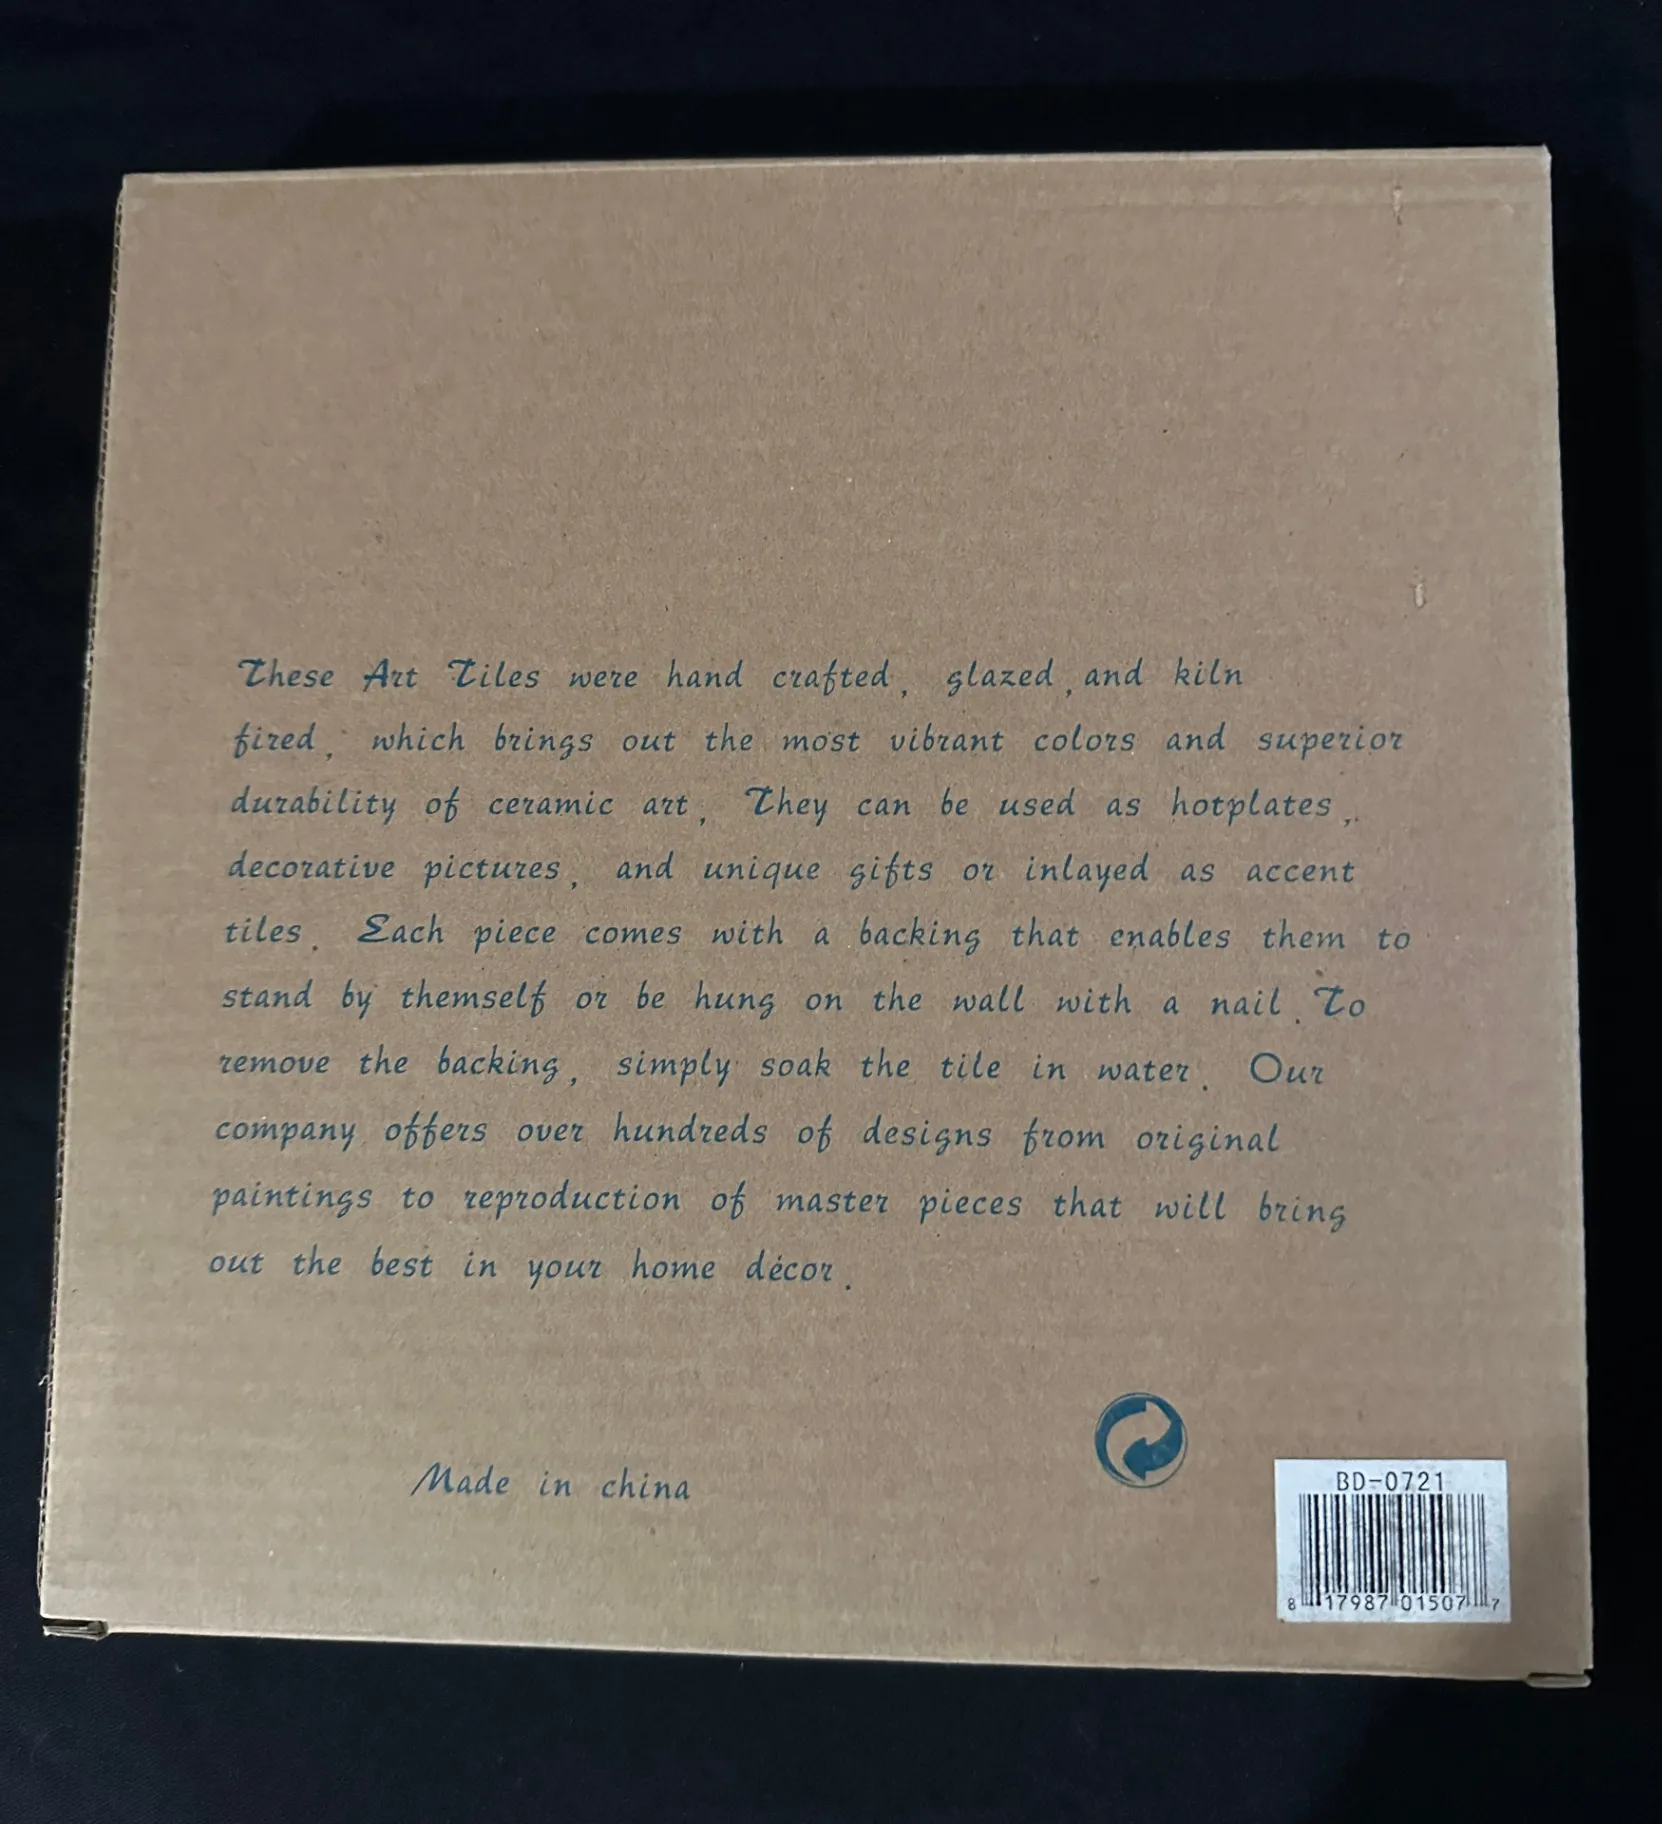 These Art Tiles were hand crafted, glazed, and kiln
fired, which brings out the most vibrant colors and superior
durability of ceramic art. They can be used as hotplates,
decorative pictures, and unique gifts or inlayed as accent
tiles. Each piece comes with a backing that enables them to
stand by themself or be hung on the wall with a nail. To
remove the backing, simply soak the tile in water. Our
company offers over hundreds of designs from original
paintings to reproduction of master pieces that will bring
out the best in your home décor.
Made in china
BD-0721
8 17987 01507 7